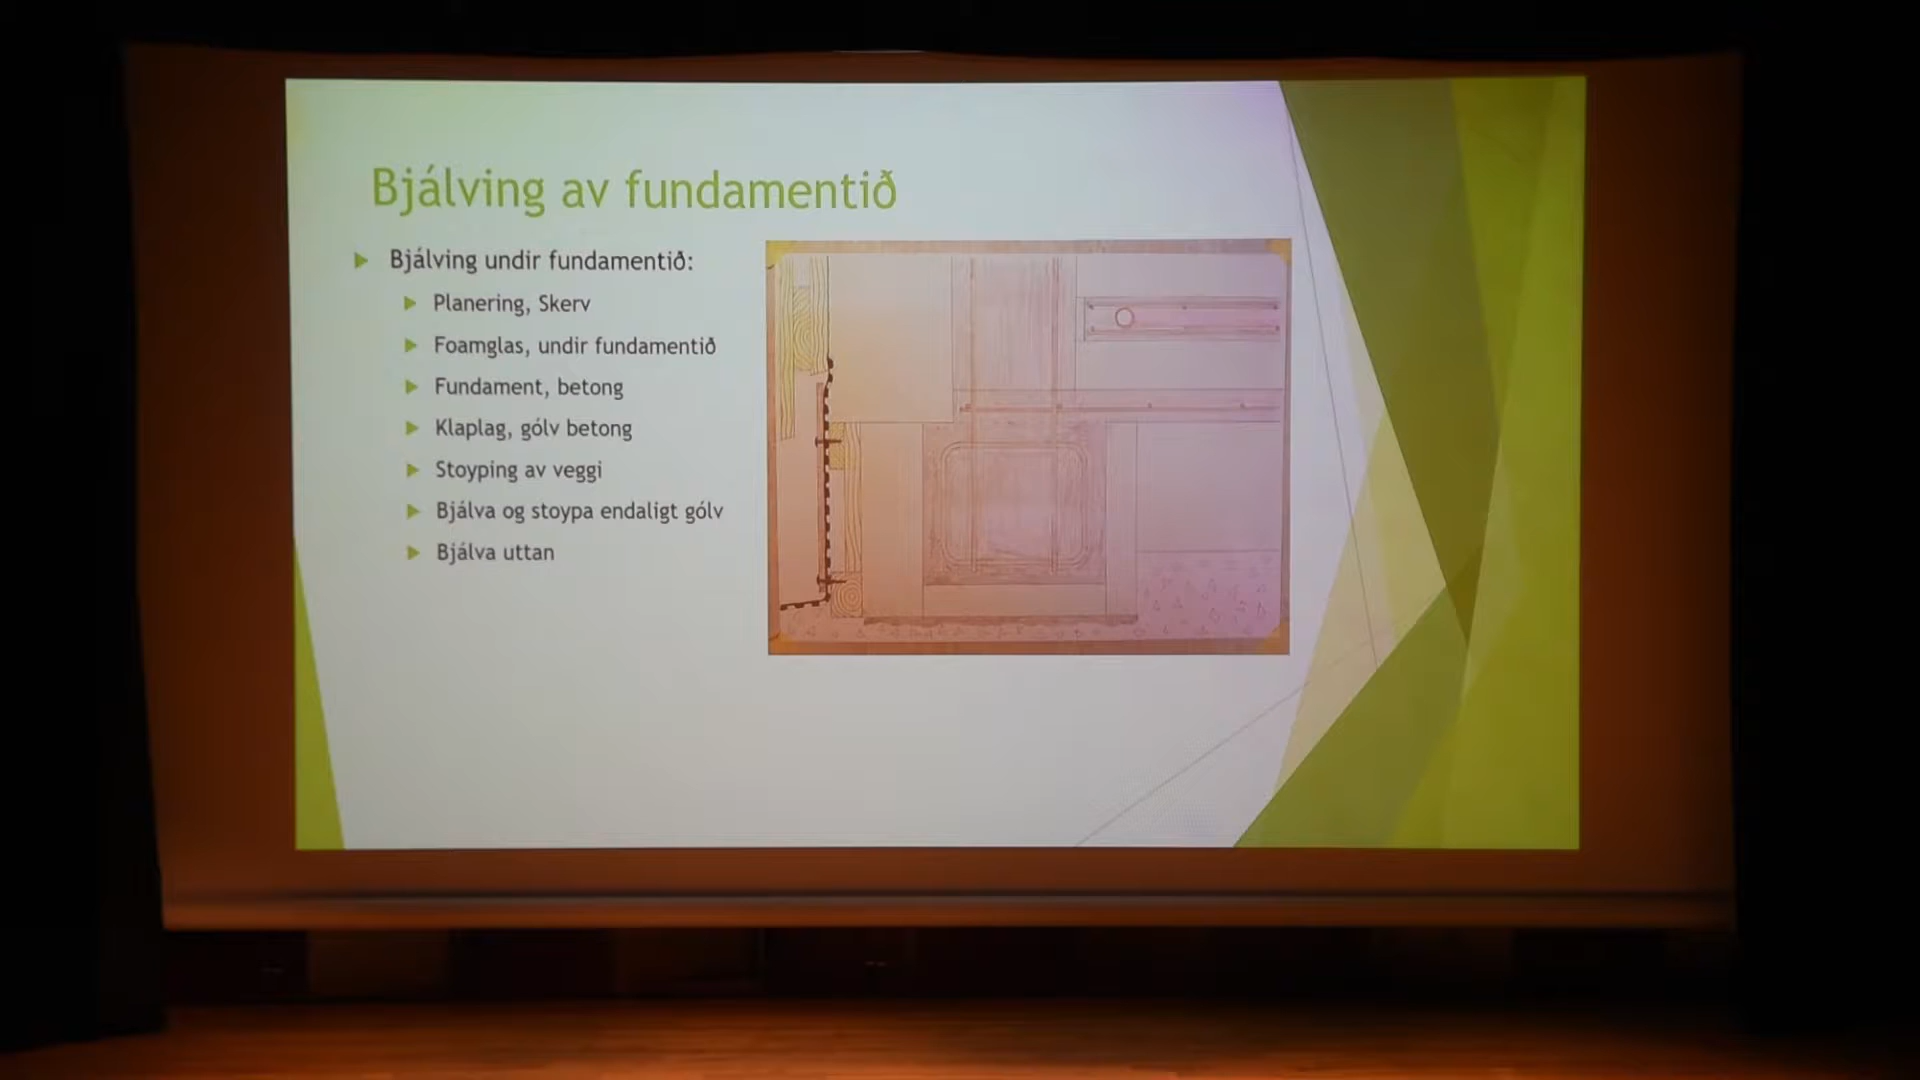 Bjálving av fundamentið
Bjálving undir fundamentið:
Planering, Skerv
Foamglas, undir fundamentið
Fundament, betong
Klaplag, gólv betong
Stoyping av veggi
Bjálva og stoypa endaligt gólv
Bjálva uttan